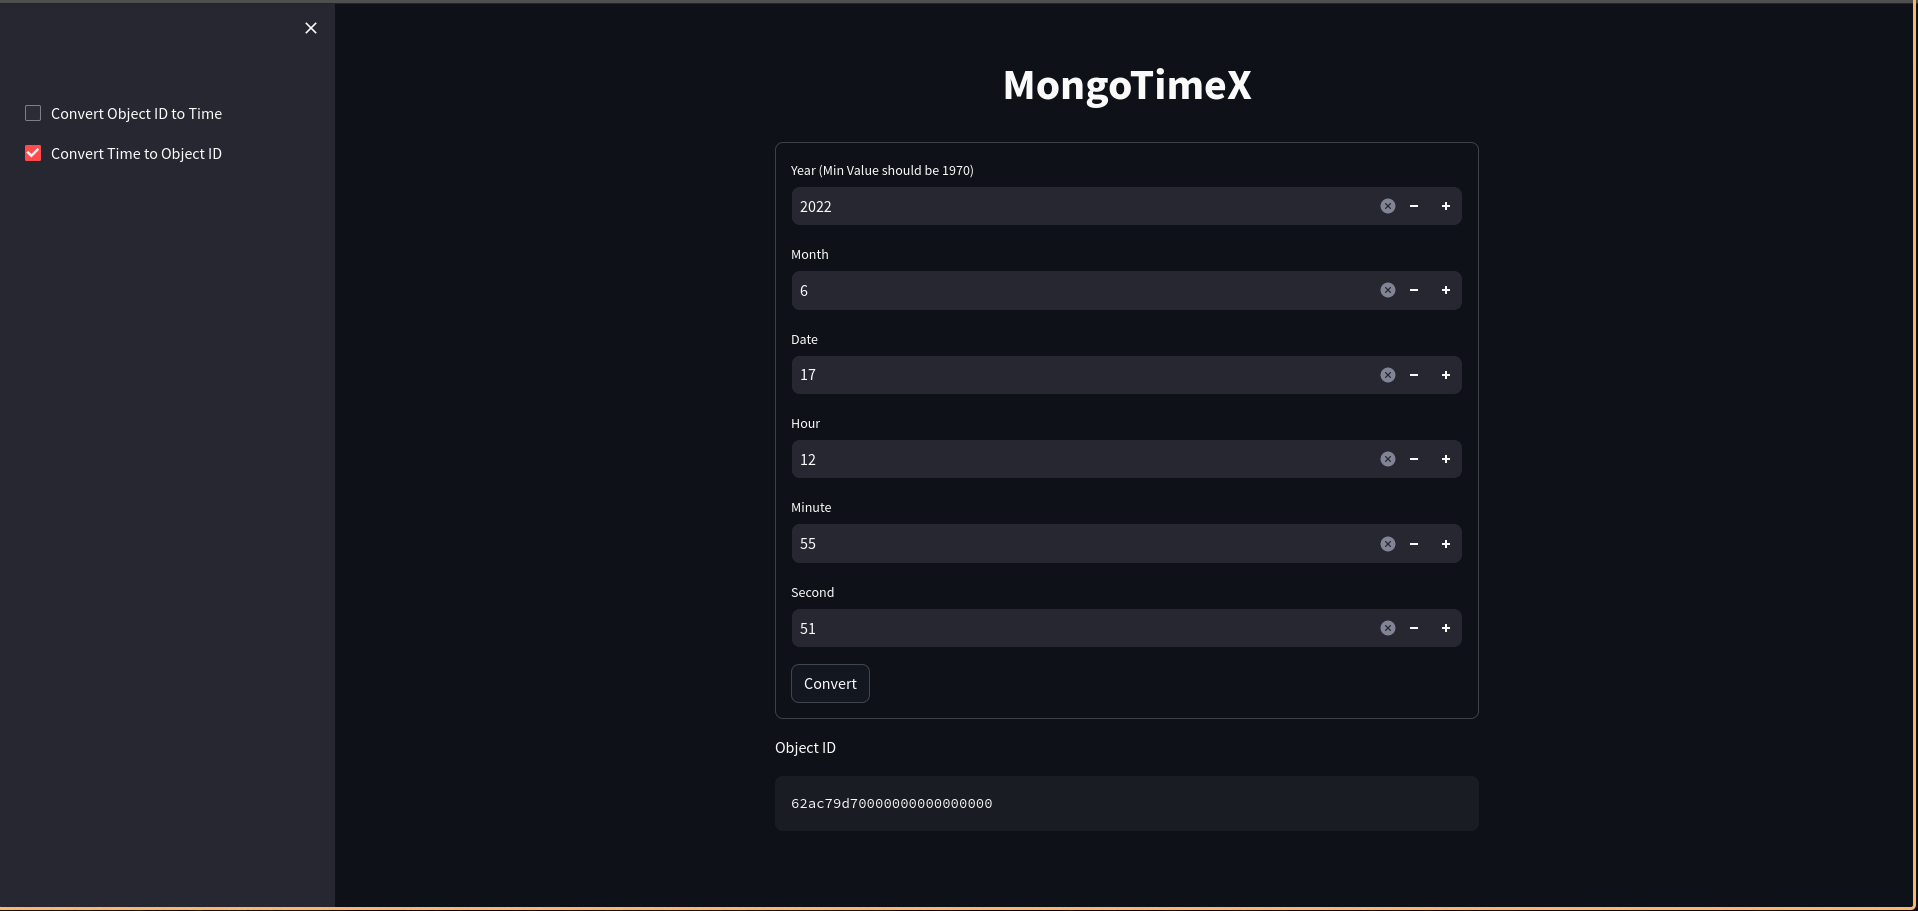 Convert Object ID to Time
Convert Time to Object ID
MongoTimeX
Year (Min Value should be 1970)
2022
Month
6
Date
17
Hour
12
Minute
55
Second
51
Convert
Object ID
62ac79d70000000000000000